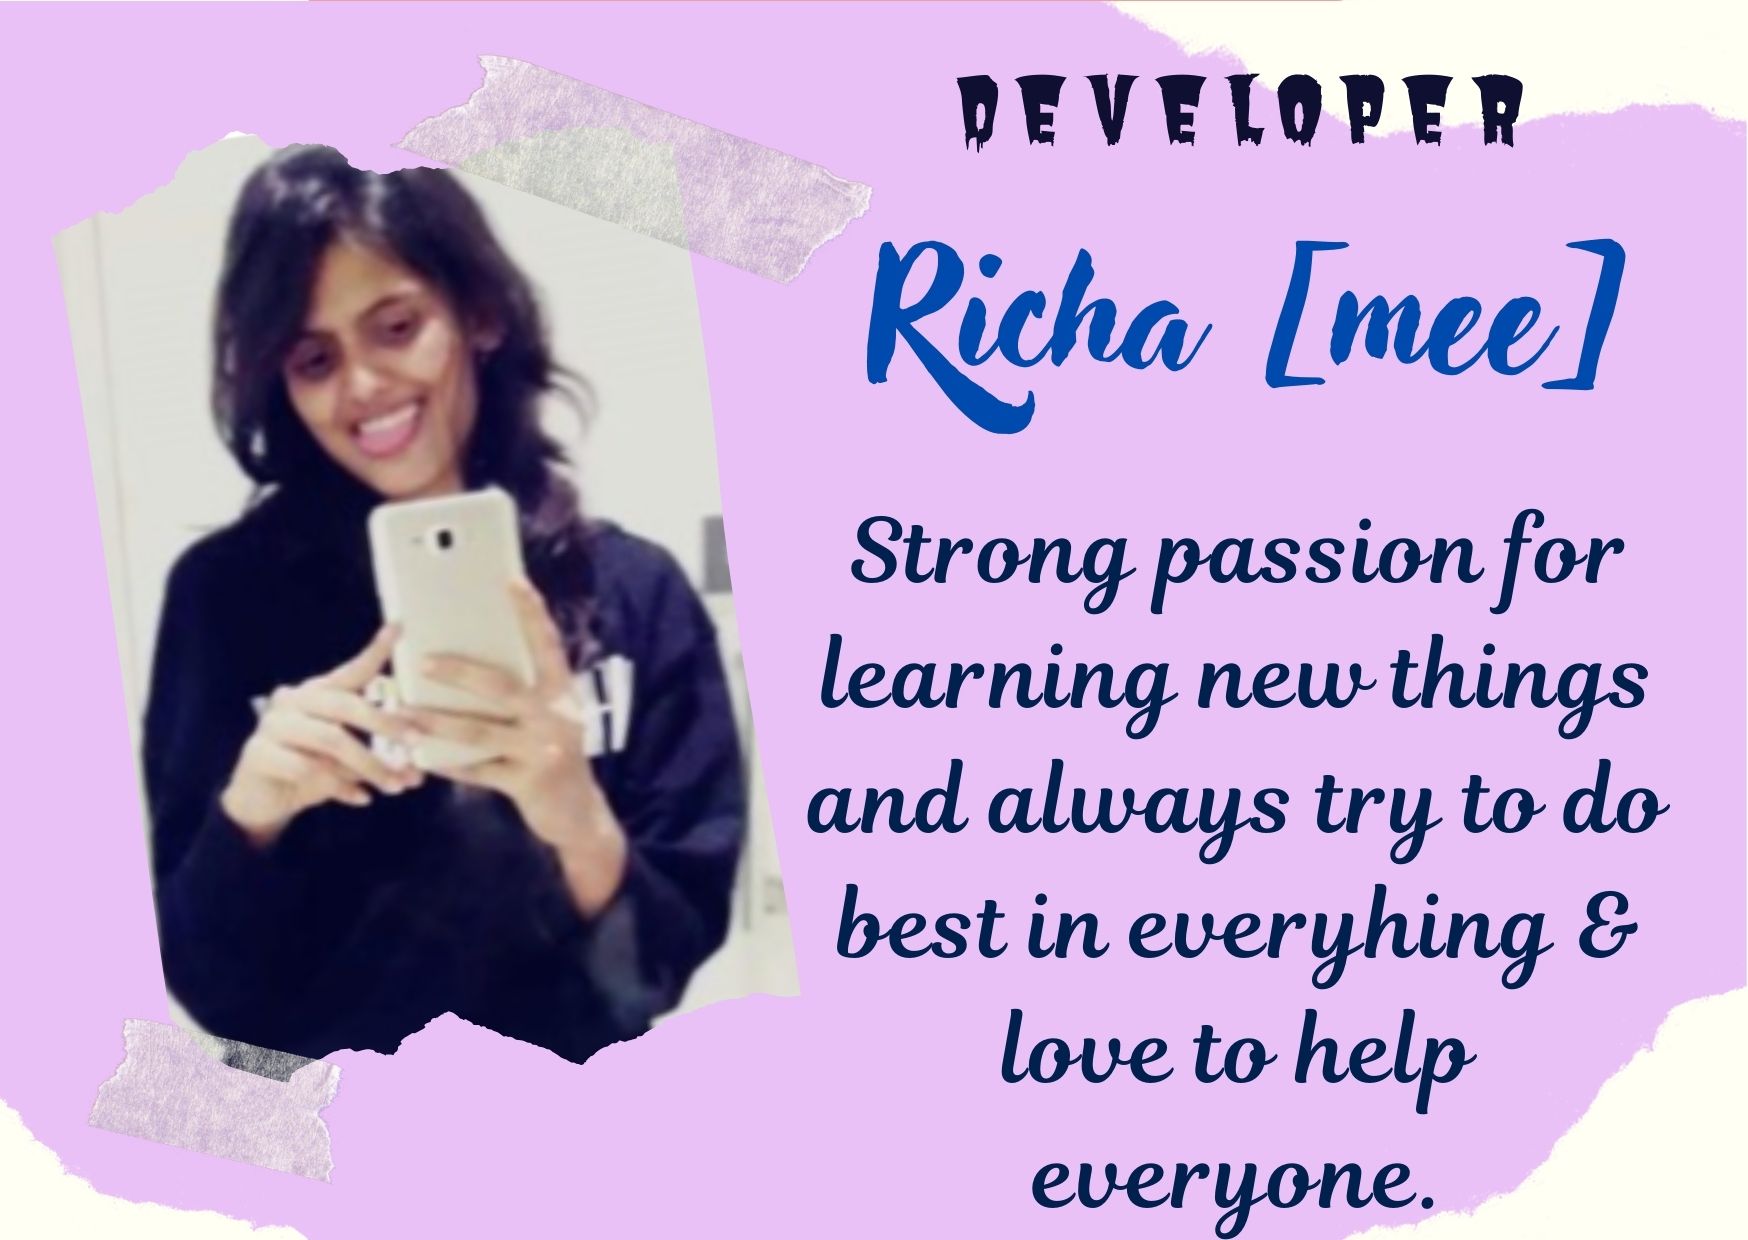 DEVELOPER
Richa [mee]
Strong passion for
learning new things
and always try to do
best in everyhing &
love to help
everyone.